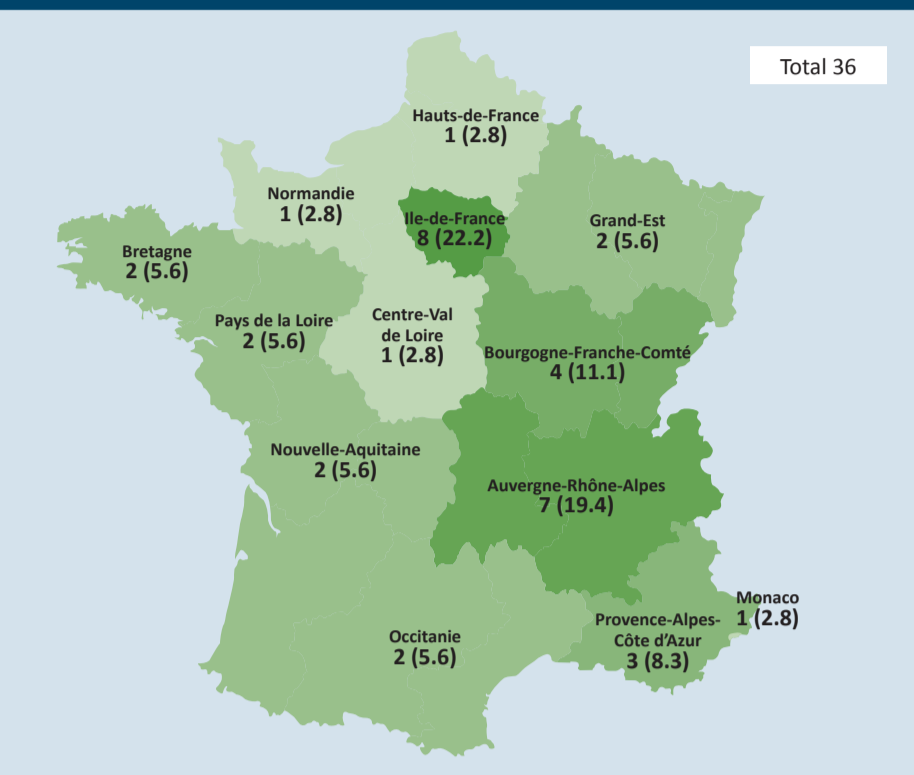 Total 36
Hauts-de-France
1 (2.8)
Normandie
1 (2.8)
Ile-de-France
8 (22.2)
Grand-Est
2 (5.6)
Bretagne
2 (5.6)
Pays de la Loire
2 (5.6)
Centre-Val
de Loire
1 (2.8)
Bourgogne-Franche-Comté
4 (11.1)
Nouvelle-Aquitaine
2 (5.6)
Auvergne-Rhône-Alpes
7 (19.4)
Monaco
1 (2.8)
Provence-Alpes-
Côte d’Azur
3 (8.3)
Occitanie
2 (5.6)